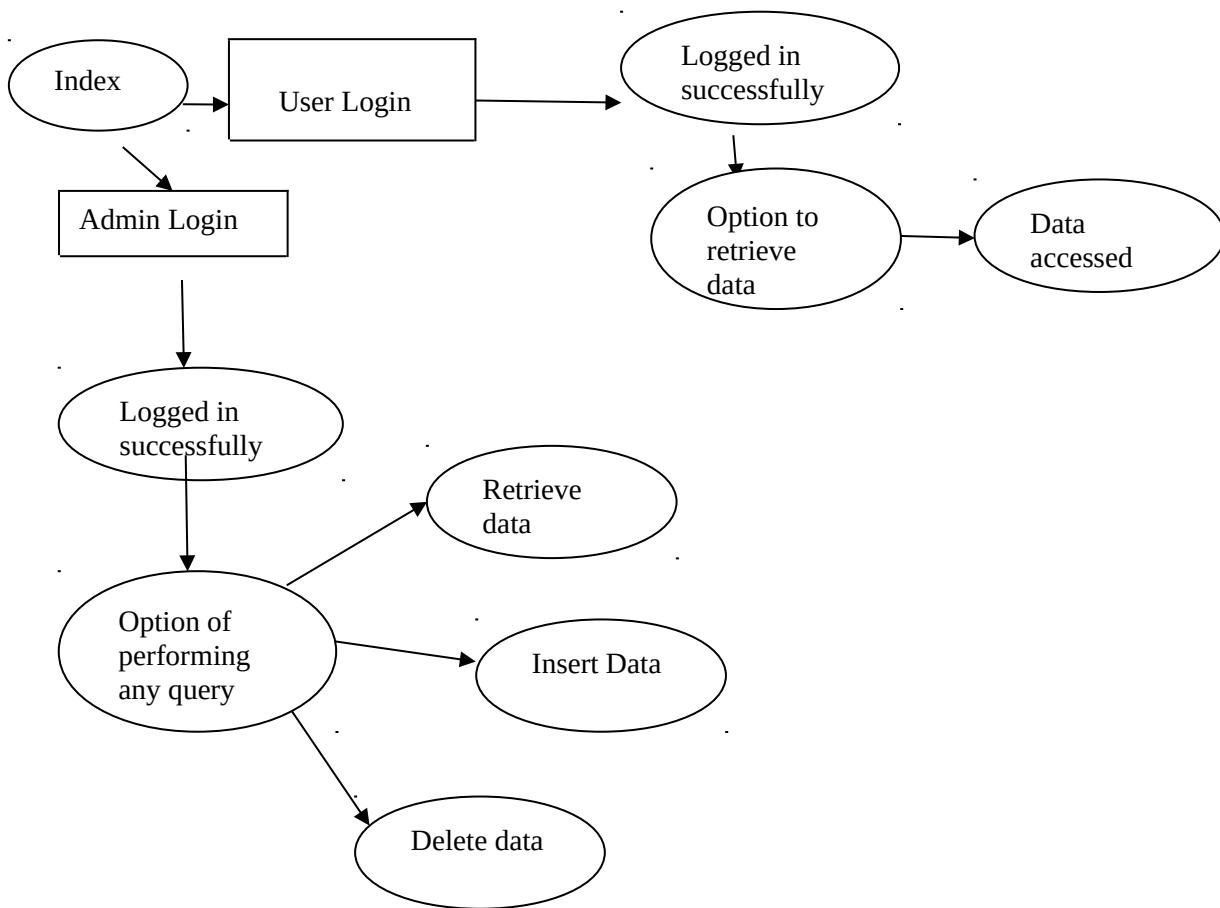 Index
User Login
Logged in
successfully
Admin Login
Option to
retrieve
data
Data
accessed
Logged in
successfully
Retrieve
data
Option of
performing
any query
Insert Data
Delete data